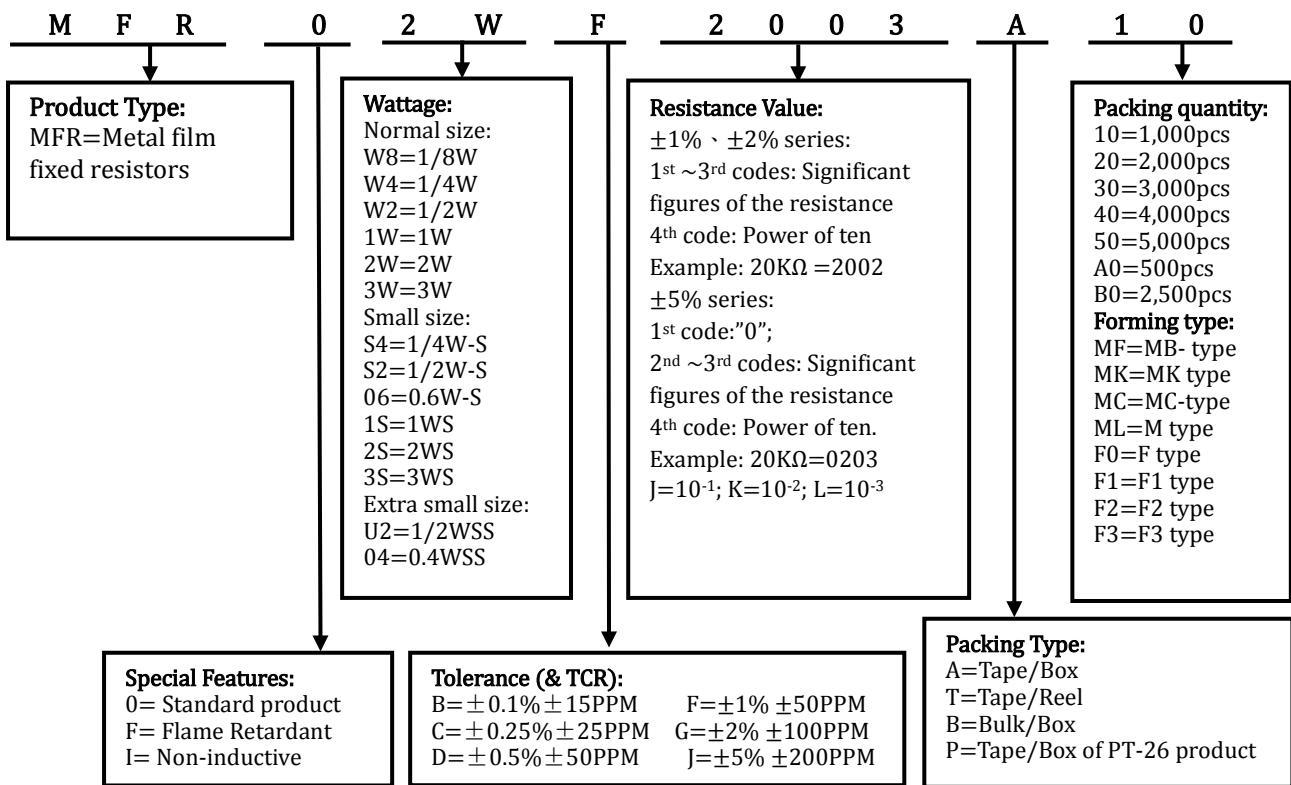 M F R 0 2 W F 2 0 0 3 A 1 0
Product Type:
MFR=Metal film
fixed resistors
Wattage:
Normal size:
W8=1/8W
W4=1/4W
W2=1/2W
1W=1W
2W=2W
3W=3W
Small size:
S4=1/4W-S
S2=1/2W-S
06=0.6W-S
1S=1WS
2S=2WS
3S=3WS
Extra small size:
U2=1/2WSS
04=0.4WSS
Resistance Value:
±1%、±2% series:
1st ~3rd codes: Significant
figures of the resistance
4th code: Power of ten
Example: 20KΩ =2002
±5% series:
1st code:”0”;
2nd ~3rd codes: Significant
figures of the resistance
4th code: Power of ten.
Example: 20KΩ=0203
J=10⁻¹; K=10⁻²; L=10⁻³
Packing quantity:
10=1,000pcs
20=2,000pcs
30=3,000pcs
40=4,000pcs
50=5,000pcs
A0=500pcs
B0=2,500pcs
Forming type:
MF=MB- type
MK=MK type
MC=MC-type
ML=M type
F0=F type
F1=F1 type
F2=F2 type
F3=F3 type
Special Features:
0= Standard product
F= Flame Retardant
I= Non-inductive
Tolerance (& TCR):
B=±0.1%±15PPM F=±1% ±50PPM
C=±0.25%±25PPM G=±2% ±100PPM
D=±0.5%±50PPM J=±5% ±200PPM
Packing Type:
A=Tape/Box
T=Tape/Reel
B=Bulk/Box
P=Tape/Box of PT-26 product